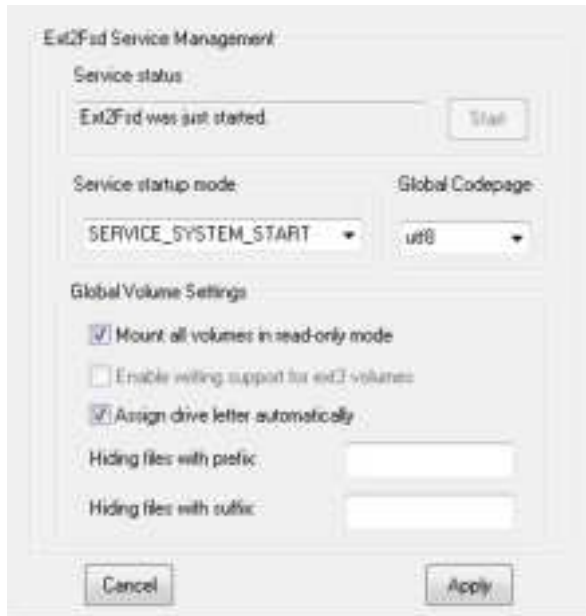 Ext2Fsd Service Management
Service status
Ext2Fsd was just started.
Start
Service startup mode
Global Codepage
SERVICE_SYSTEM_START
utf8
Global Volume Settings
Mount all volumes in read-only mode
Enable writing support for ext3 volumes
Assign drive letter automatically
Hiding files with prefix:
Hiding files with suffix:
Cancel
Apply